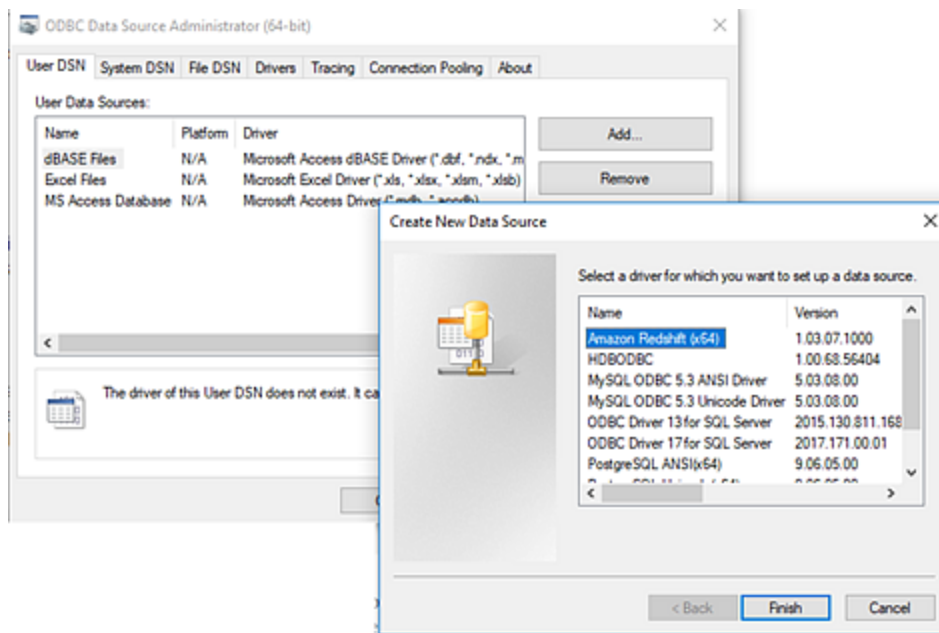 ODBC Data Source Administrator (64-bit)
User DSN System DSN File DSN Drivers Tracing Connection Pooling About
User Data Sources:
Name Platform Driver
dBASE Files N/A Microsoft Access dBASE Driver (*.dbf, *.ndx, *.m
Excel Files N/A Microsoft Excel Driver (*.xls, *.xlsx, *.xlsm, *.xlsb)
MS Access Database N/A Microsoft Access Driver (*.mdb, *.accdb)
Add...
Remove
The driver of this User DSN does not exist. It ca
Create New Data Source
Select a driver for which you want to set up a data source.
Name Version
Amazon Redshift (x64) 1.03.07.1000
HDBODBC 1.00.68.56404
MySQL ODBC 5.3 ANSI Driver 5.03.08.00
MySQL ODBC 5.3 Unicode Driver 5.03.08.00
ODBC Driver 13 for SQL Server 2015.130.811.168
ODBC Driver 17 for SQL Server 2017.171.00.01
PostgreSQL ANSI(x64) 9.06.05.00
< Back Finish Cancel